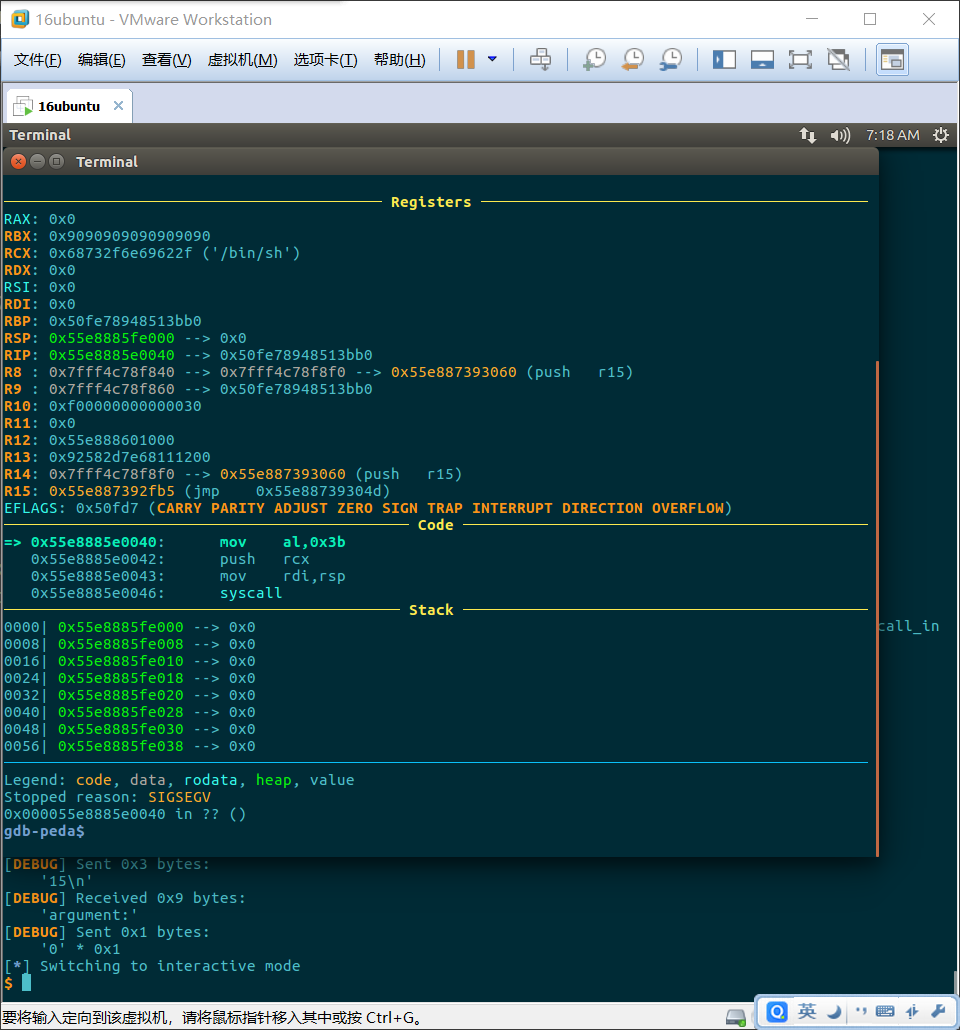 16ubuntu - VMware Workstation
文件(F) 编辑(E) 查看(V) 虚拟机(M) 选项卡(T) 帮助(H)
16ubuntu
Terminal 7:18 AM
Terminal
Registers
RAX: 0x0
RBX: 0x9090909090909090
RCX: 0x68732f6e69622f ('/bin/sh')
RDX: 0x0
RSI: 0x0
RDI: 0x0
RBP: 0x50fe78948513bb0
RSP: 0x55e8885fe000 --> 0x0
RIP: 0x55e8885e0040 --> 0x50fe78948513bb0
R8 : 0x7fff4c78f840 --> 0x7fff4c78f8f0 --> 0x55e887393060 (push   r15)
R9 : 0x7fff4c78f860 --> 0x50fe78948513bb0
R10: 0xf00000000000030
R11: 0x0
R12: 0x55e888601000
R13: 0x92582d7e68111200
R14: 0x7fff4c78f8f0 --> 0x55e887393060 (push   r15)
R15: 0x55e887392fb5 (jmp    0x55e88739304d)
EFLAGS: 0x50fd7 (CARRY PARITY ADJUST ZERO SIGN TRAP INTERRUPT DIRECTION OVERFLOW)
Code
=> 0x55e8885e0040:      mov    al,0x3b
   0x55e8885e0042:      push   rcx
   0x55e8885e0043:      mov    rdi,rsp
   0x55e8885e0046:      syscall
Stack
0000| 0x55e8885fe000 --> 0x0
call_in
0008| 0x55e8885fe008 --> 0x0
0016| 0x55e8885fe010 --> 0x0
0024| 0x55e8885fe018 --> 0x0
0032| 0x55e8885fe020 --> 0x0
0040| 0x55e8885fe028 --> 0x0
0048| 0x55e8885fe030 --> 0x0
0056| 0x55e8885fe038 --> 0x0
Legend: code, data, rodata, heap, value
Stopped reason: SIGSEGV
0x000055e8885e0040 in ?? ()
gdb-peda$
[DEBUG] Sent 0x3 bytes:
    '15\n'
[DEBUG] Received 0x9 bytes:
    'argument:'
[DEBUG] Sent 0x1 bytes:
    '0' * 0x1
[*] Switching to interactive mode
$
要将输入定向到该虚拟机，请将鼠标指针移入其中或按 Ctrl+G。
英